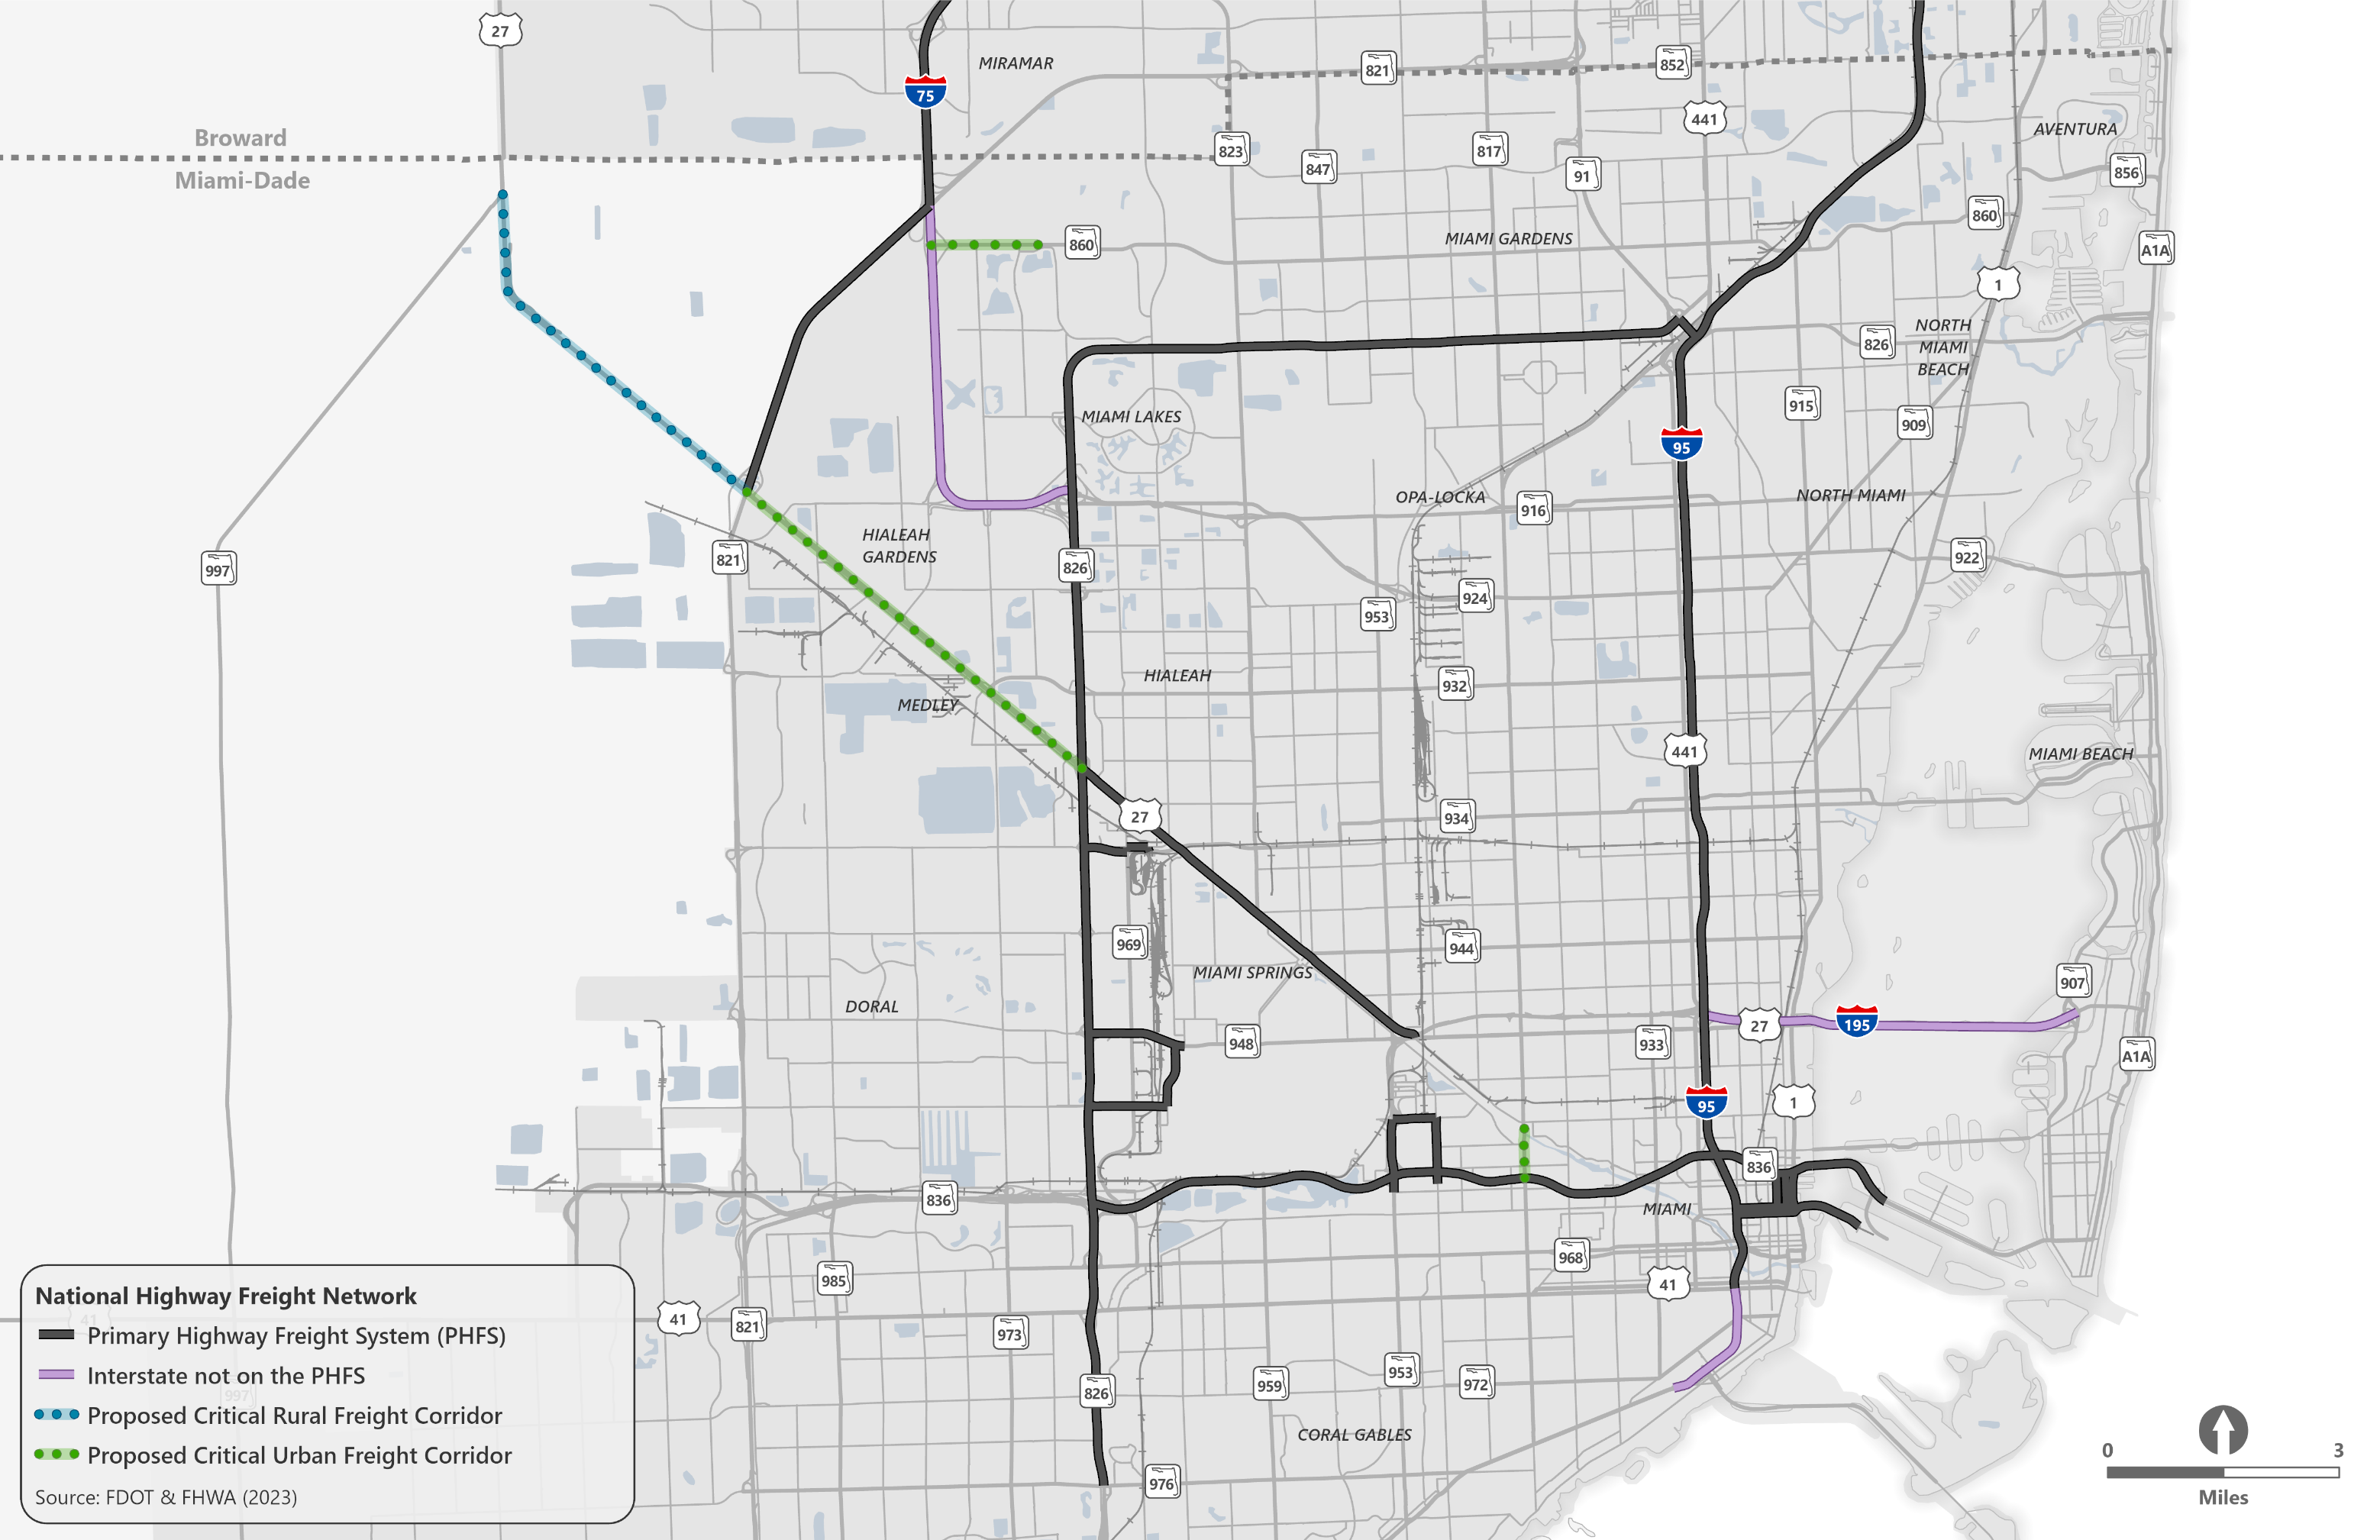 27
MIRAMAR
821
852
75
441
Broward
AVENTURA
823
847
817
91
856
Miami-Dade
860
860
MIAMI GARDENS
A1A
1
NORTH
MIAMI
BEACH
826
MIAMI LAKES
915
909
95
OPA-LOCKA
916
NORTH MIAMI
HIALEAH
GARDENS
821
826
922
997
924
953
HIALEAH
932
MEDLEY
441
MIAMI BEACH
27
934
969
944
MIAMI SPRINGS
907
DORAL
27
195
948
933
A1A
95
1
836
836
MIAMI
968
985
41
41
821
973
41
997
826
959
953
972
CORAL GABLES
976
National Highway Freight Network
Primary Highway Freight System (PHFS)
Interstate not on the PHFS
Proposed Critical Rural Freight Corridor
Proposed Critical Urban Freight Corridor
Source: FDOT & FHWA (2023)
0 3
Miles